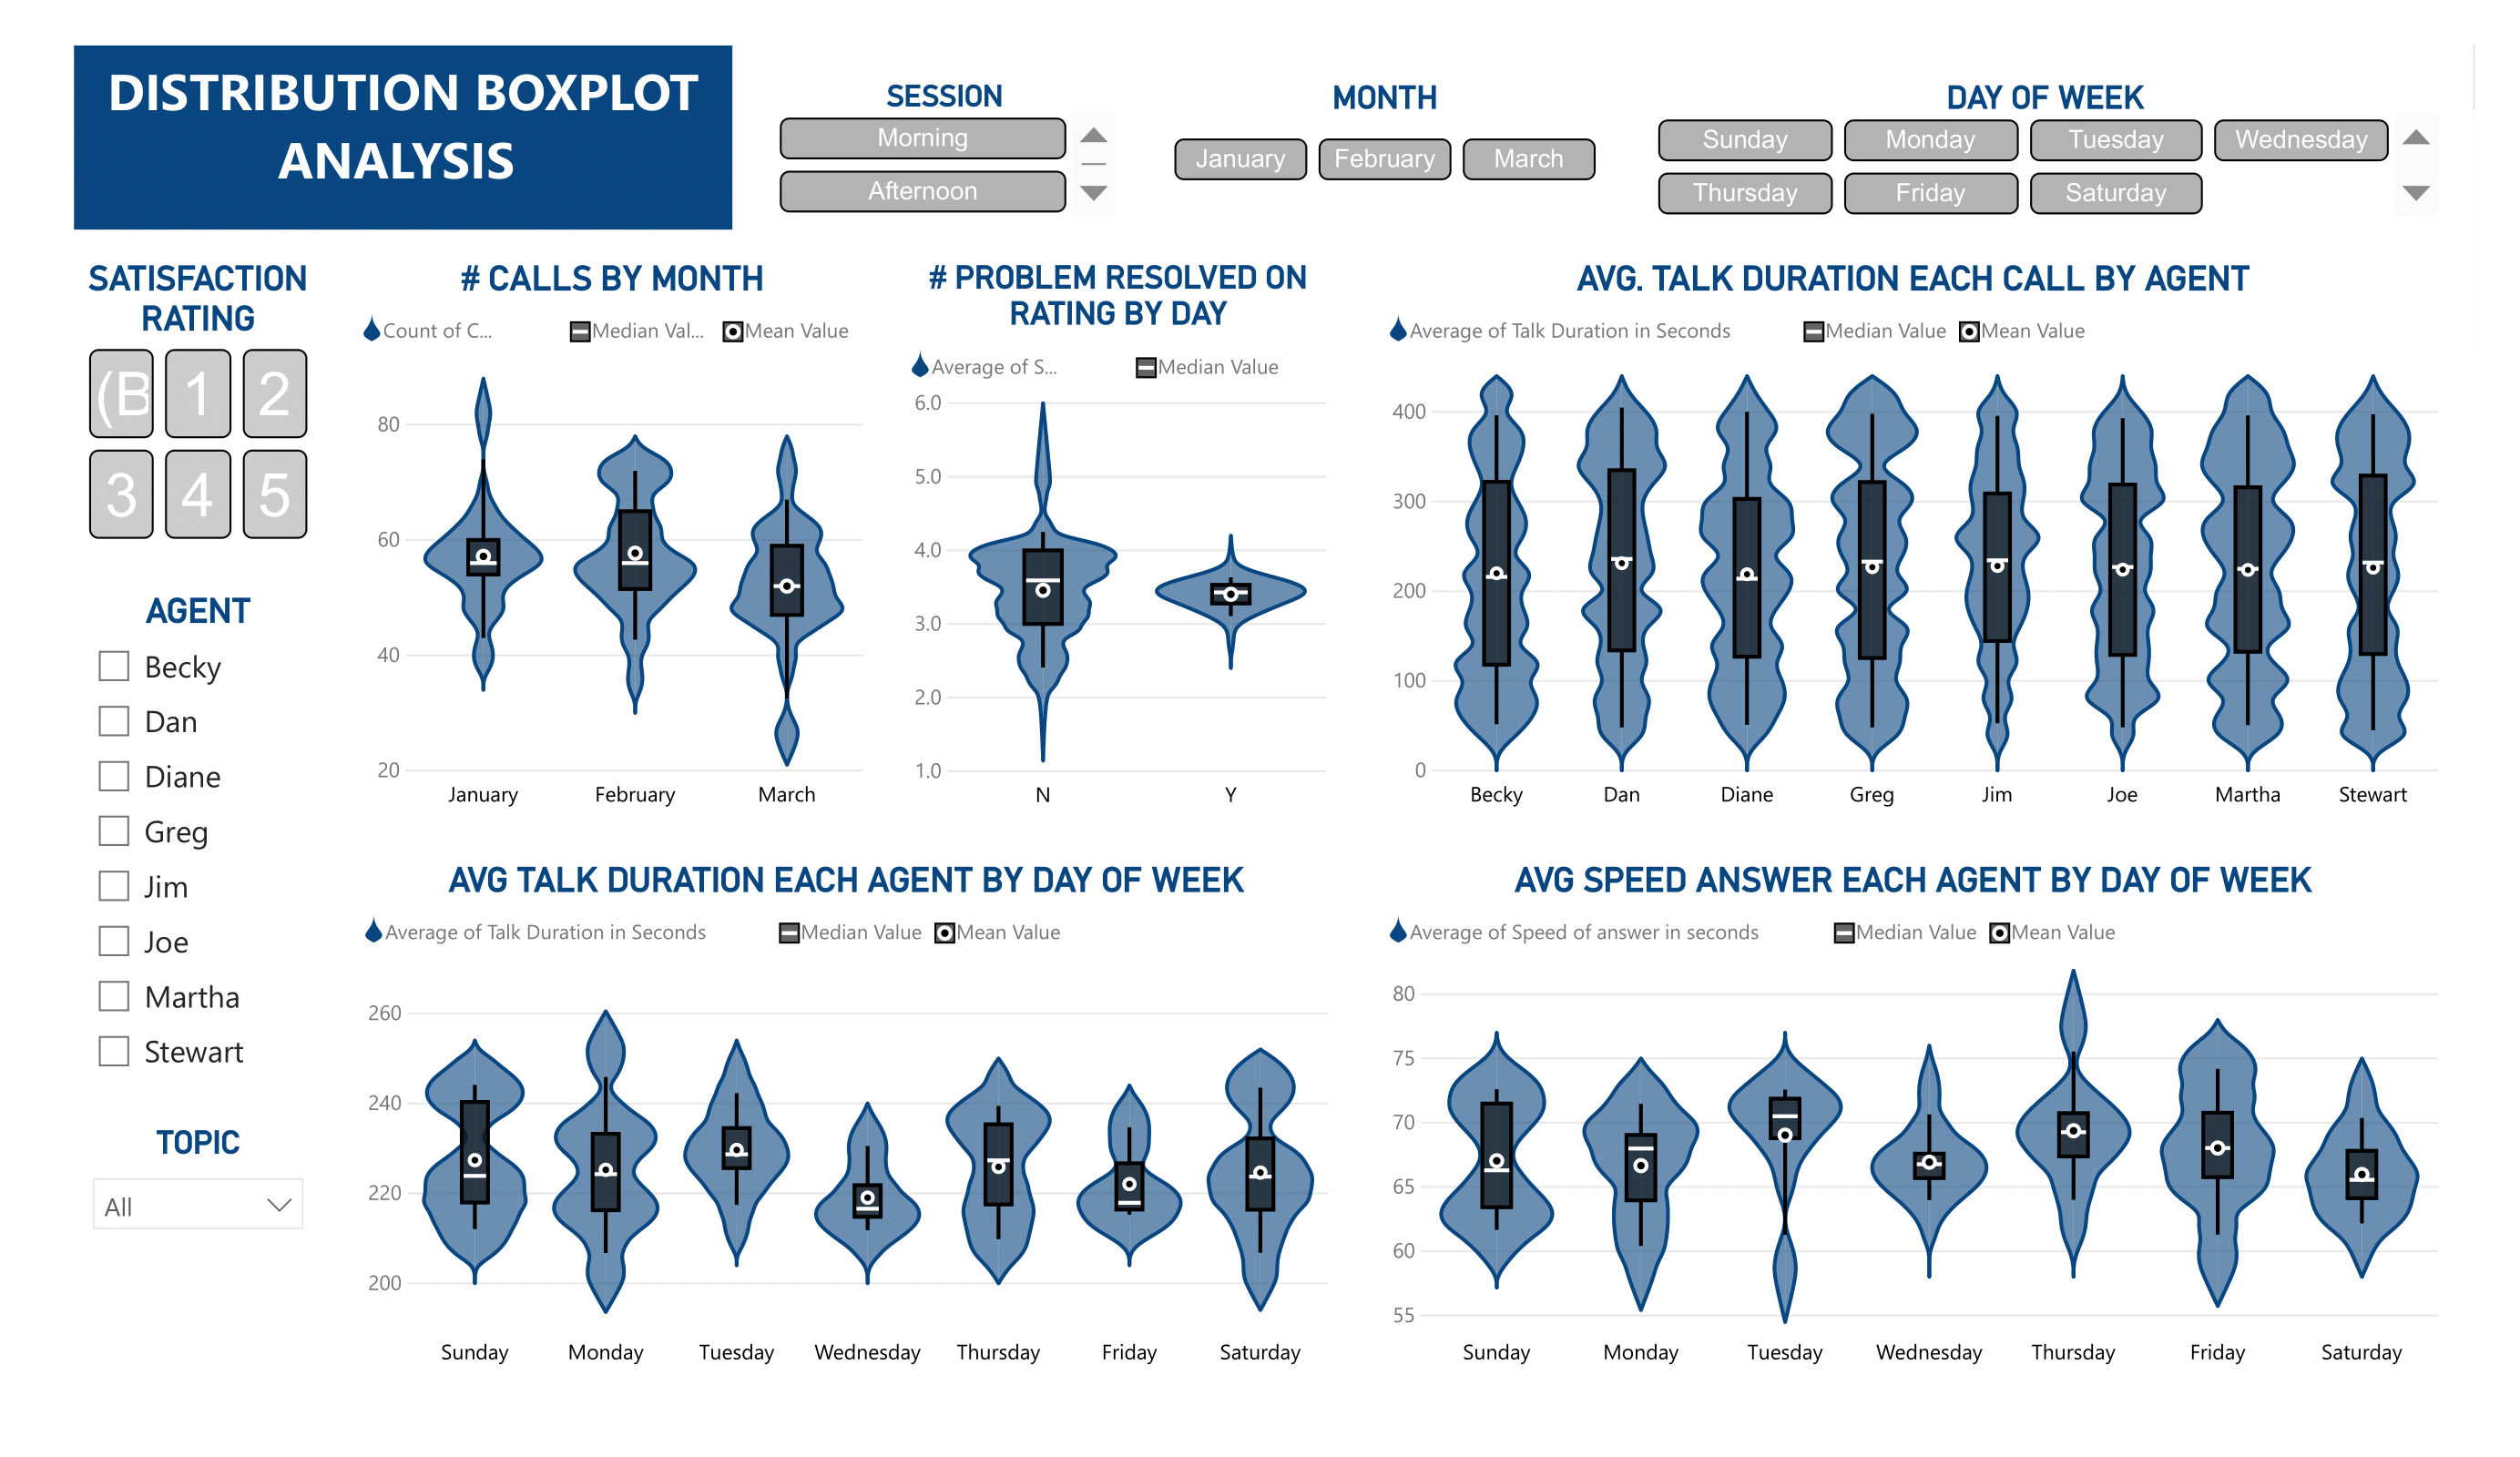 DISTRIBUTION BOXPLOT
ANALYSIS
SESSION
Morning
Afternoon
MONTH
January February March
DAY OF WEEK
Sunday Monday Tuesday Wednesday
Thursday Friday Saturday
SATISFACTION
RATING
(B 1 2
3 4 5
AGENT
Becky
Dan
Diane
Greg
Jim
Joe
Martha
Stewart
TOPIC
All
# CALLS BY MONTH
Count of C... Median Val... Mean Value
80
60
40
20
January February March
# PROBLEM RESOLVED ON
RATING BY DAY
Average of S... Median Value
6.0
5.0
4.0
3.0
2.0
1.0
N Y
AVG. TALK DURATION EACH CALL BY AGENT
Average of Talk Duration in Seconds Median Value Mean Value
400
300
200
100
0
Becky Dan Diane Greg Jim Joe Martha Stewart
AVG TALK DURATION EACH AGENT BY DAY OF WEEK
Average of Talk Duration in Seconds Median Value Mean Value
260
240
220
200
Sunday Monday Tuesday Wednesday Thursday Friday Saturday
AVG SPEED ANSWER EACH AGENT BY DAY OF WEEK
Average of Speed of answer in seconds Median Value Mean Value
80
75
70
65
60
55
Sunday Monday Tuesday Wednesday Thursday Friday Saturday